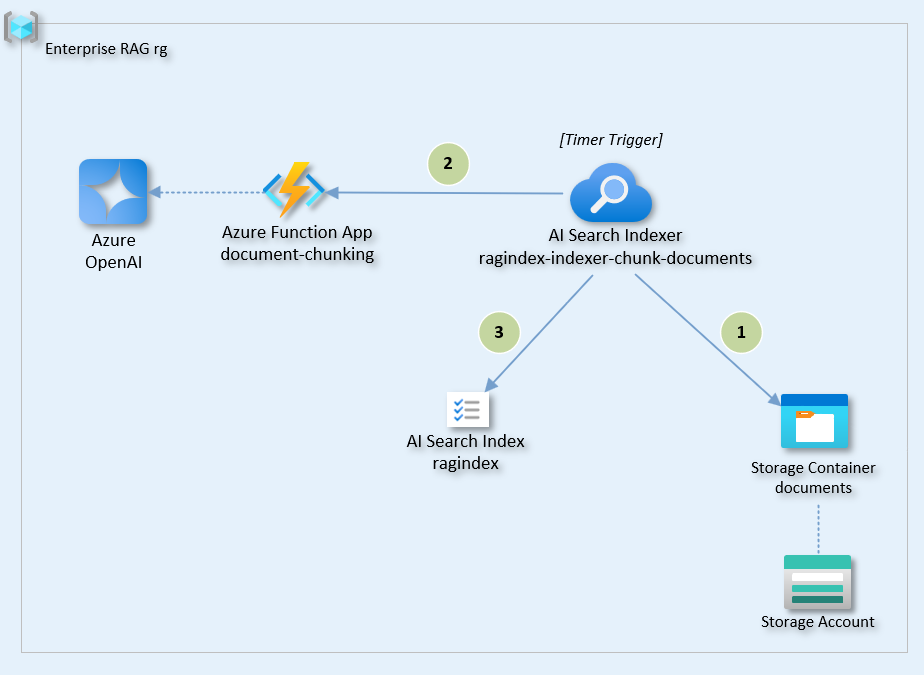 Enterprise RAG rg
[Timer Trigger]
2
Azure
OpenAI
Azure Function App
document-chunking
AI Search Indexer
ragindex-indexer-chunk-documents
3
1
AI Search Index
ragindex
Storage Container
documents
Storage Account